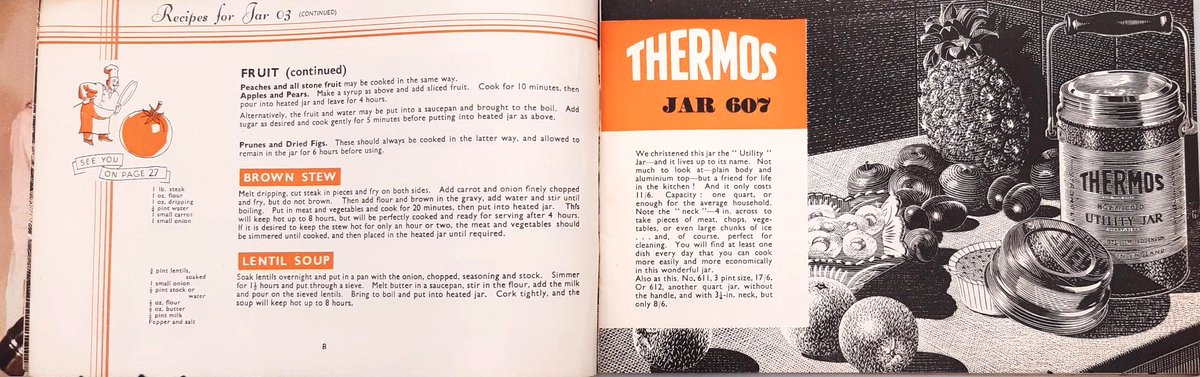 Recipes for Jar 03 (CONTINUED)
SEE YOU
ON PAGE 27
FRUIT (continued)
Peaches and all stone fruit may be cooked in the same way.
Apples and Pears. Make a syrup as above and add sliced fruit. Cook for 10 minutes, then
pour into heated jar and leave for 4 hours.
Alternatively, the fruit and water may be put into a saucepan and brought to the boil. Add
sugar as desired and cook gently for 5 minutes before putting into heated jar as above.
Prunes and Dried Figs. These should always be cooked in the latter way, and allowed to
remain in the jar for 6 hours before using.
BROWN STEW
1 lb. steak
1 oz. flour
1 oz. dripping
pint water
1 small carrot
1 small onion
Melt dripping, cut steak in pieces and fry on both sides. Add carrot and onion finely chopped
and fry, but do not brown. Then add flour and brown in the gravy, add water and stir until
boiling. Put in meat and vegetables and cook for 20 minutes, then put into heated jar. This
will keep hot up to 8 hours, but will be perfectly cooked and ready for serving after 4 hours.
If it is desired to keep the stew hot for only an hour or two, the meat and vegetables should
be simmered until cooked, and then placed in the heated jar until required.
LENTIL SOUP
pint lentils,
soaked
1 small onion
pint stock or
water
oz. flour
oz. butter
pint milk
Pepper and salt
Soak lentils overnight and put in a pan with the onion, chopped, seasoning and stock. Simmer
for 1½ hours and put through a sieve. Melt butter in a saucepan, stir in the flour, add the milk
and pour on the sieved lentils. Bring to boil and put into heated jar. Cork tightly, and the
soup will keep hot up to 8 hours.
8
THERMOS
JAR 607
We christened this jar the "Utility"
Jar—and it lives up to its name. Not
much to look at—plain body and
aluminium top—but a friend for life
in the kitchen! And it only costs
11/6. Capacity: one quart, or
enough for the average household.
Note the "neck"—4 in. across to
take pieces of meat, chops, vege-
tables, or even large chunks of ice
. . . and, of course, perfect for
cleaning. You will find at least one
dish every day that you can cook
more easily and more economically
in this wonderful jar.
Also as this, No. 611, 3 pint size, 17/6.
Or 612, another quart jar, without
the handle, and with 3¼-in. neck, but
only 8/6.
THERMOS
UTILITY JAR